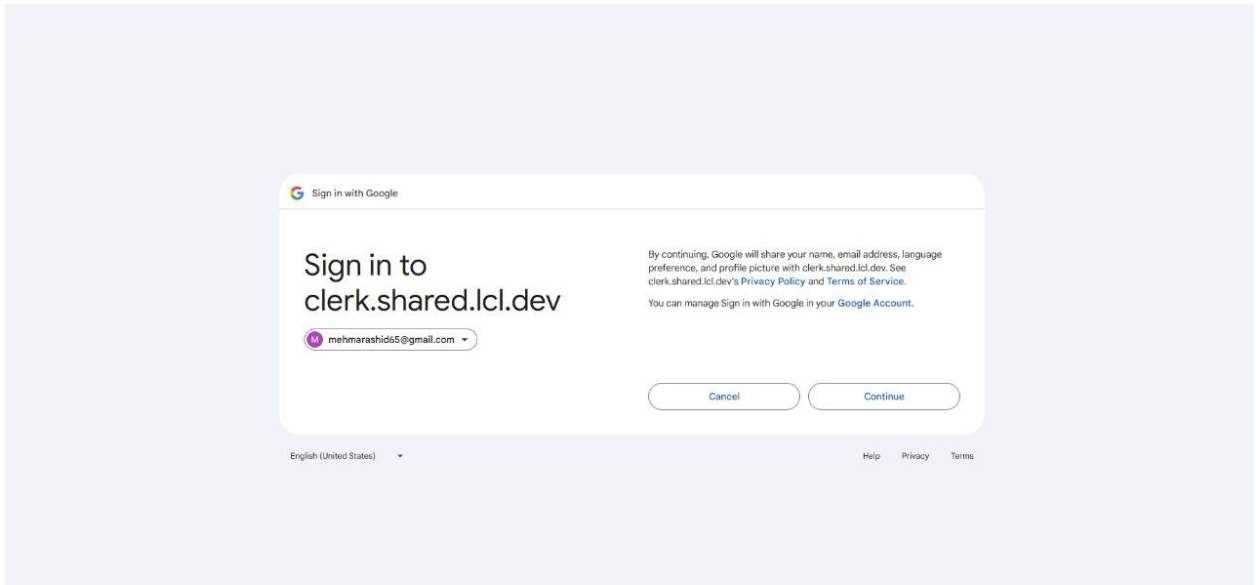 Sign in with Google
Sign in to
clerk.shared.lcl.dev
M mehmarashid65@gmail.com
By continuing, Google will share your name, email address, language
preference, and profile picture with clerk.shared.lcl.dev. See
clerk.shared.lcl.dev's Privacy Policy and Terms of Service.
You can manage Sign in with Google in your Google Account.
Cancel Continue
English (United States) Help Privacy Terms